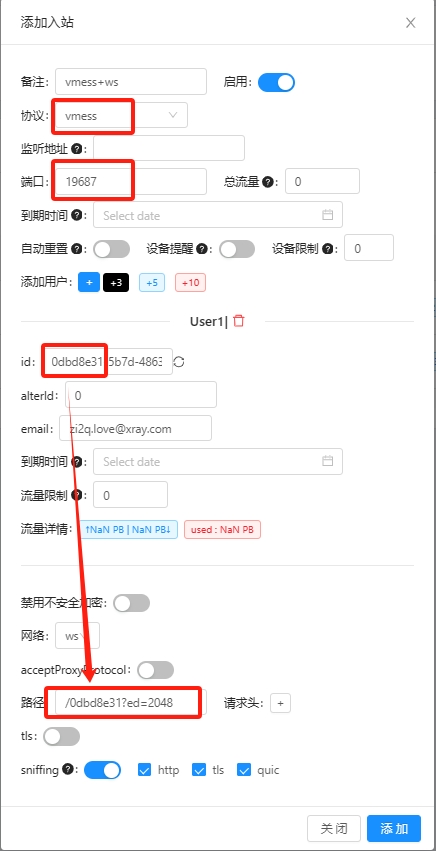 添加入站
备注: vmess+ws 启用:
协议: vmess
监听地址 ?:
端口: 19687 总流量 ?: 0
到期时间 ?: Select date
自动重置 ?: 设备提醒 ?: 设备限制 ?: 0
添加用户: + +3 +5 +10
User1|
id: 0dbd8e31-5b7d-4863
alterId: 0
email: zi2q.love@xray.com
到期时间 ?: Select date
流量限制 ?: 0
流量详情: ↑NaN PB | NaN PB↓ used : NaN PB
禁用不安全加密:
网络: ws
acceptProxyProtocol:
路径: /0dbd8e31?ed=2048 请求头: +
tls:
sniffing ?: http tls quic
关 闭 添 加